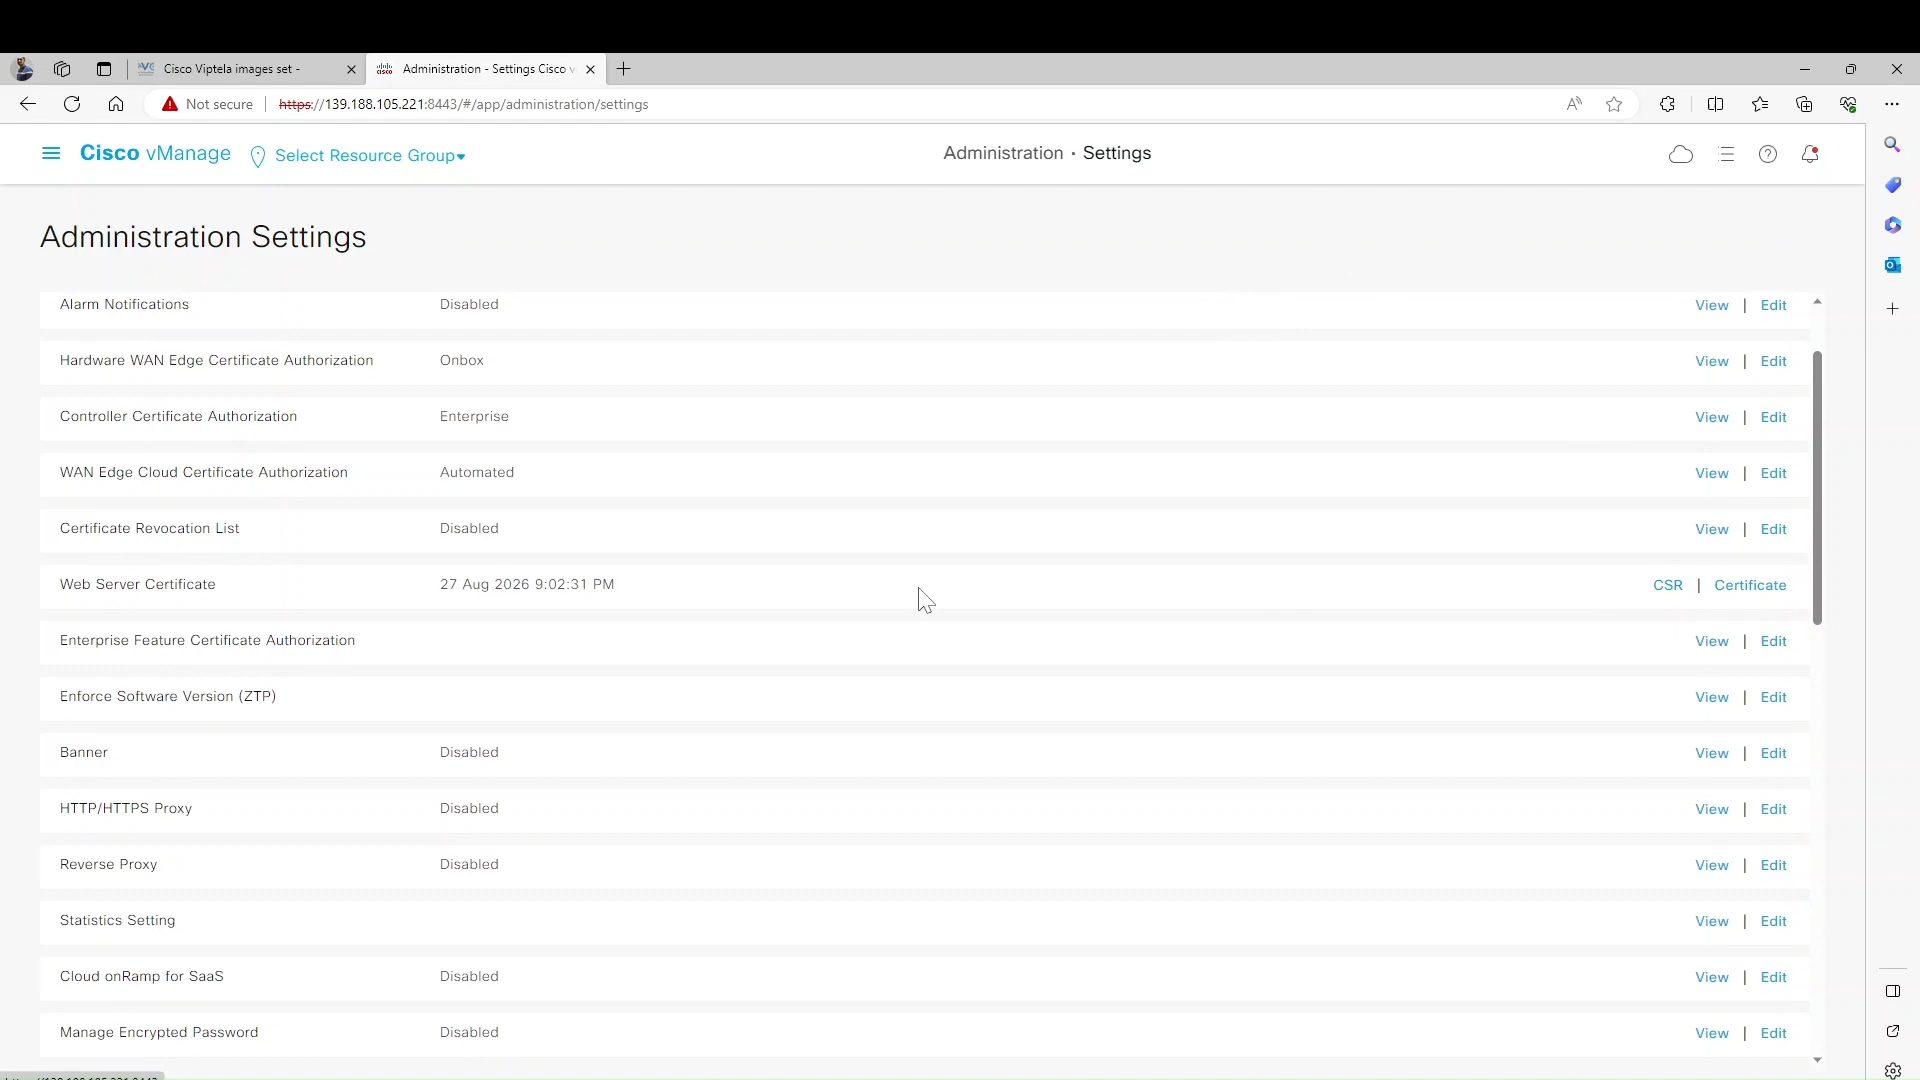 Cisco Viptela images set -
Administration - Settings Cisco v
Not secure
https://139.188.105.221:8443/#/app/administration/settings
Cisco vManage
Select Resource Group
Administration · Settings
Administration Settings
Alarm Notifications Disabled View | Edit
Hardware WAN Edge Certificate Authorization Onbox View | Edit
Controller Certificate Authorization Enterprise View | Edit
WAN Edge Cloud Certificate Authorization Automated View | Edit
Certificate Revocation List Disabled View | Edit
Web Server Certificate 27 Aug 2026 9:02:31 PM CSR | Certificate
Enterprise Feature Certificate Authorization View | Edit
Enforce Software Version (ZTP) View | Edit
Banner Disabled View | Edit
HTTP/HTTPS Proxy Disabled View | Edit
Reverse Proxy Disabled View | Edit
Statistics Setting View | Edit
Cloud onRamp for SaaS Disabled View | Edit
Manage Encrypted Password Disabled View | Edit